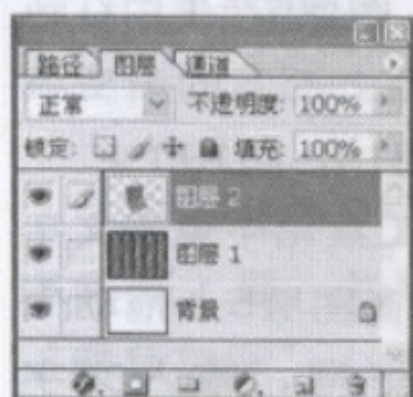 路径 图层 通道
正常 不透明度: 100%
锁定: 填充: 100%
图层 2
图层 1
背景